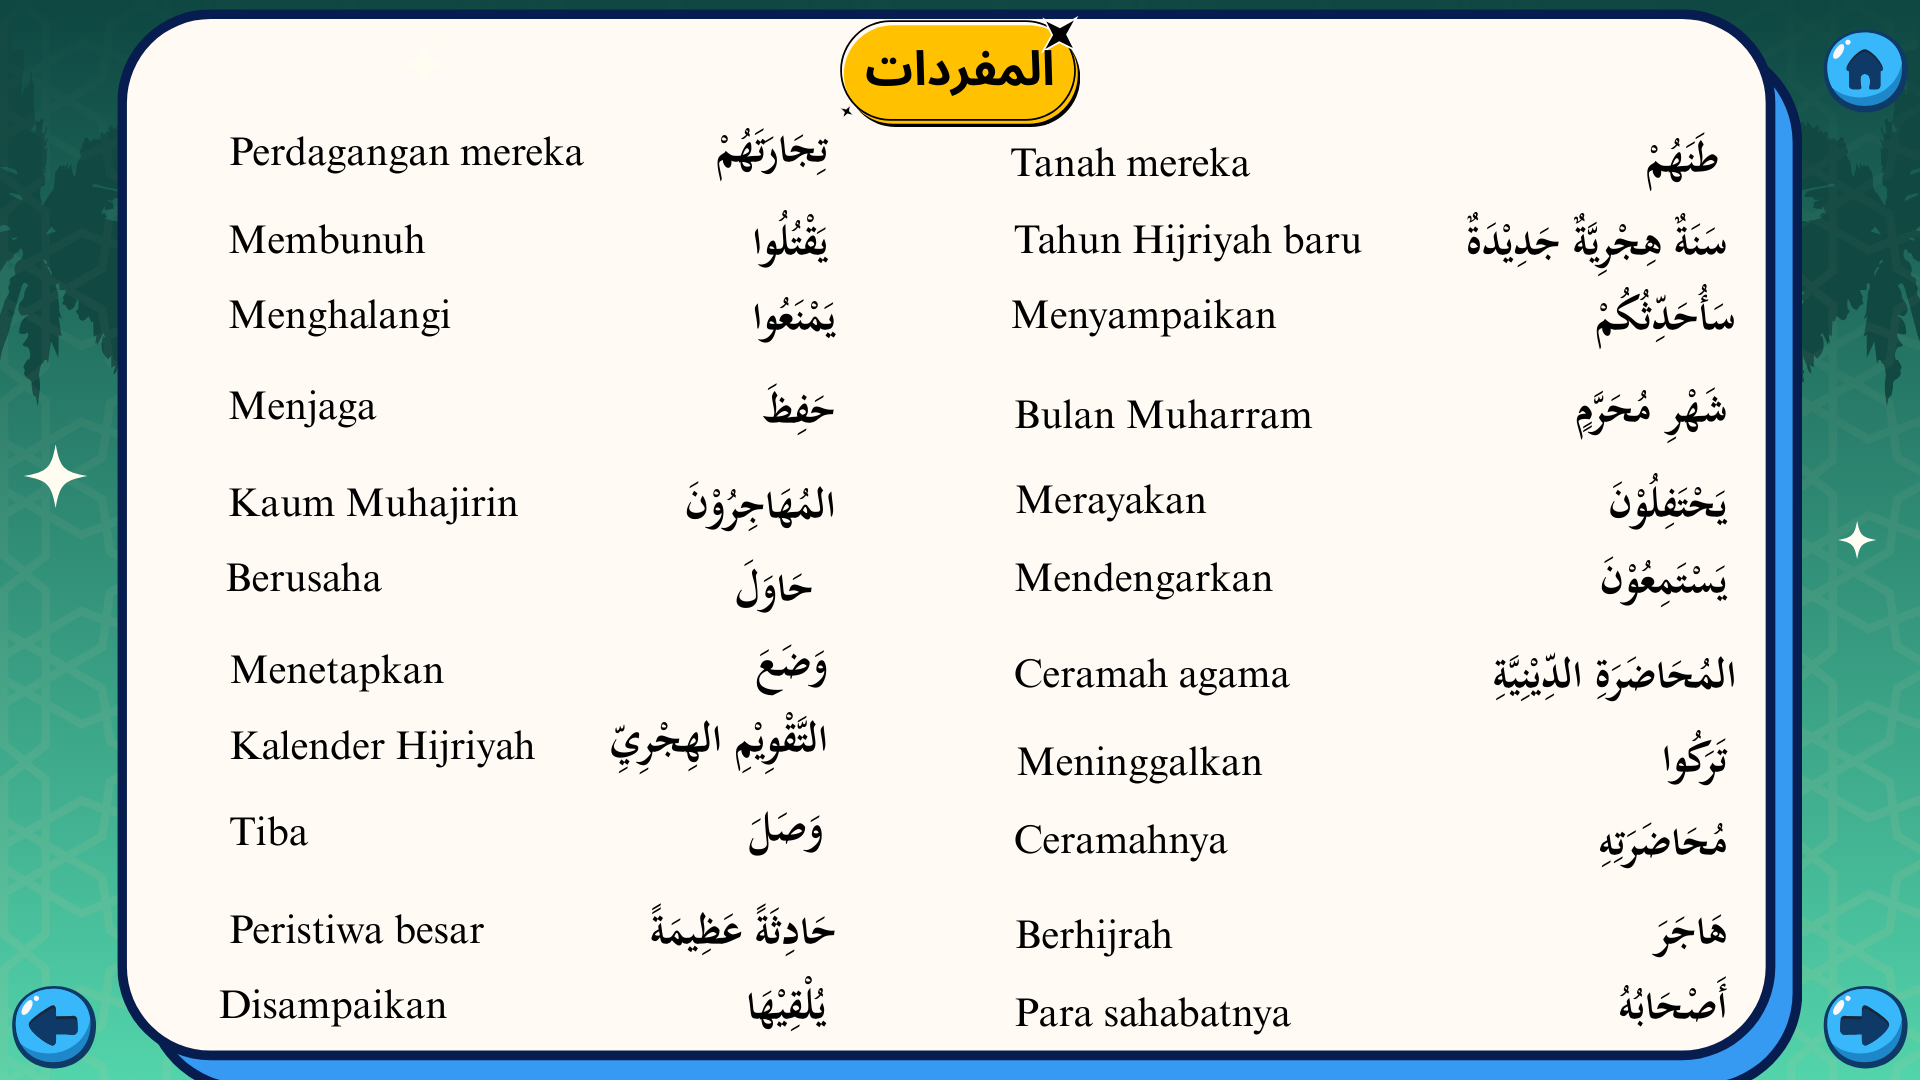 المفردات
Perdagangan mereka تِجَارَتَهُمْ
Membunuh يَقْتُلُوا
Menghalangi يَمْنَعُوا
Menjaga حَفِظَ
Kaum Muhajirin المُهَاجِرُوْنَ
Berusaha حَاوَلَ
Menetapkan وَضَعَ
Kalender Hijriyah التَّقْوِيْمِ الهِجْرِيِّ
Tiba وَصَلَ
Peristiwa besar حَادِثَةً عَظِيمَةً
Disampaikan يُلْقِيْهَا
Tanah mereka طَنَهُمْ
Tahun Hijriyah baru سَنَةٌ هِجْرِيَّةٌ جَدِيْدَةٌ
Menyampaikan سَأُحَدِّثُكُمْ
Bulan Muharram شَهْرِ مُحَرَّمٍ
Merayakan يَحْتَفِلُوْنَ
Mendengarkan يَسْتَمِعُوْنَ
Ceramah agama المُحَاضَرَةِ الدِّيْنِيَّةِ
Meninggalkan تَرَكُوا
Ceramahnya مُحَاضَرَتِهِ
Berhijrah هَاجَرَ
Para sahabatnya أَصْحَابُهُ